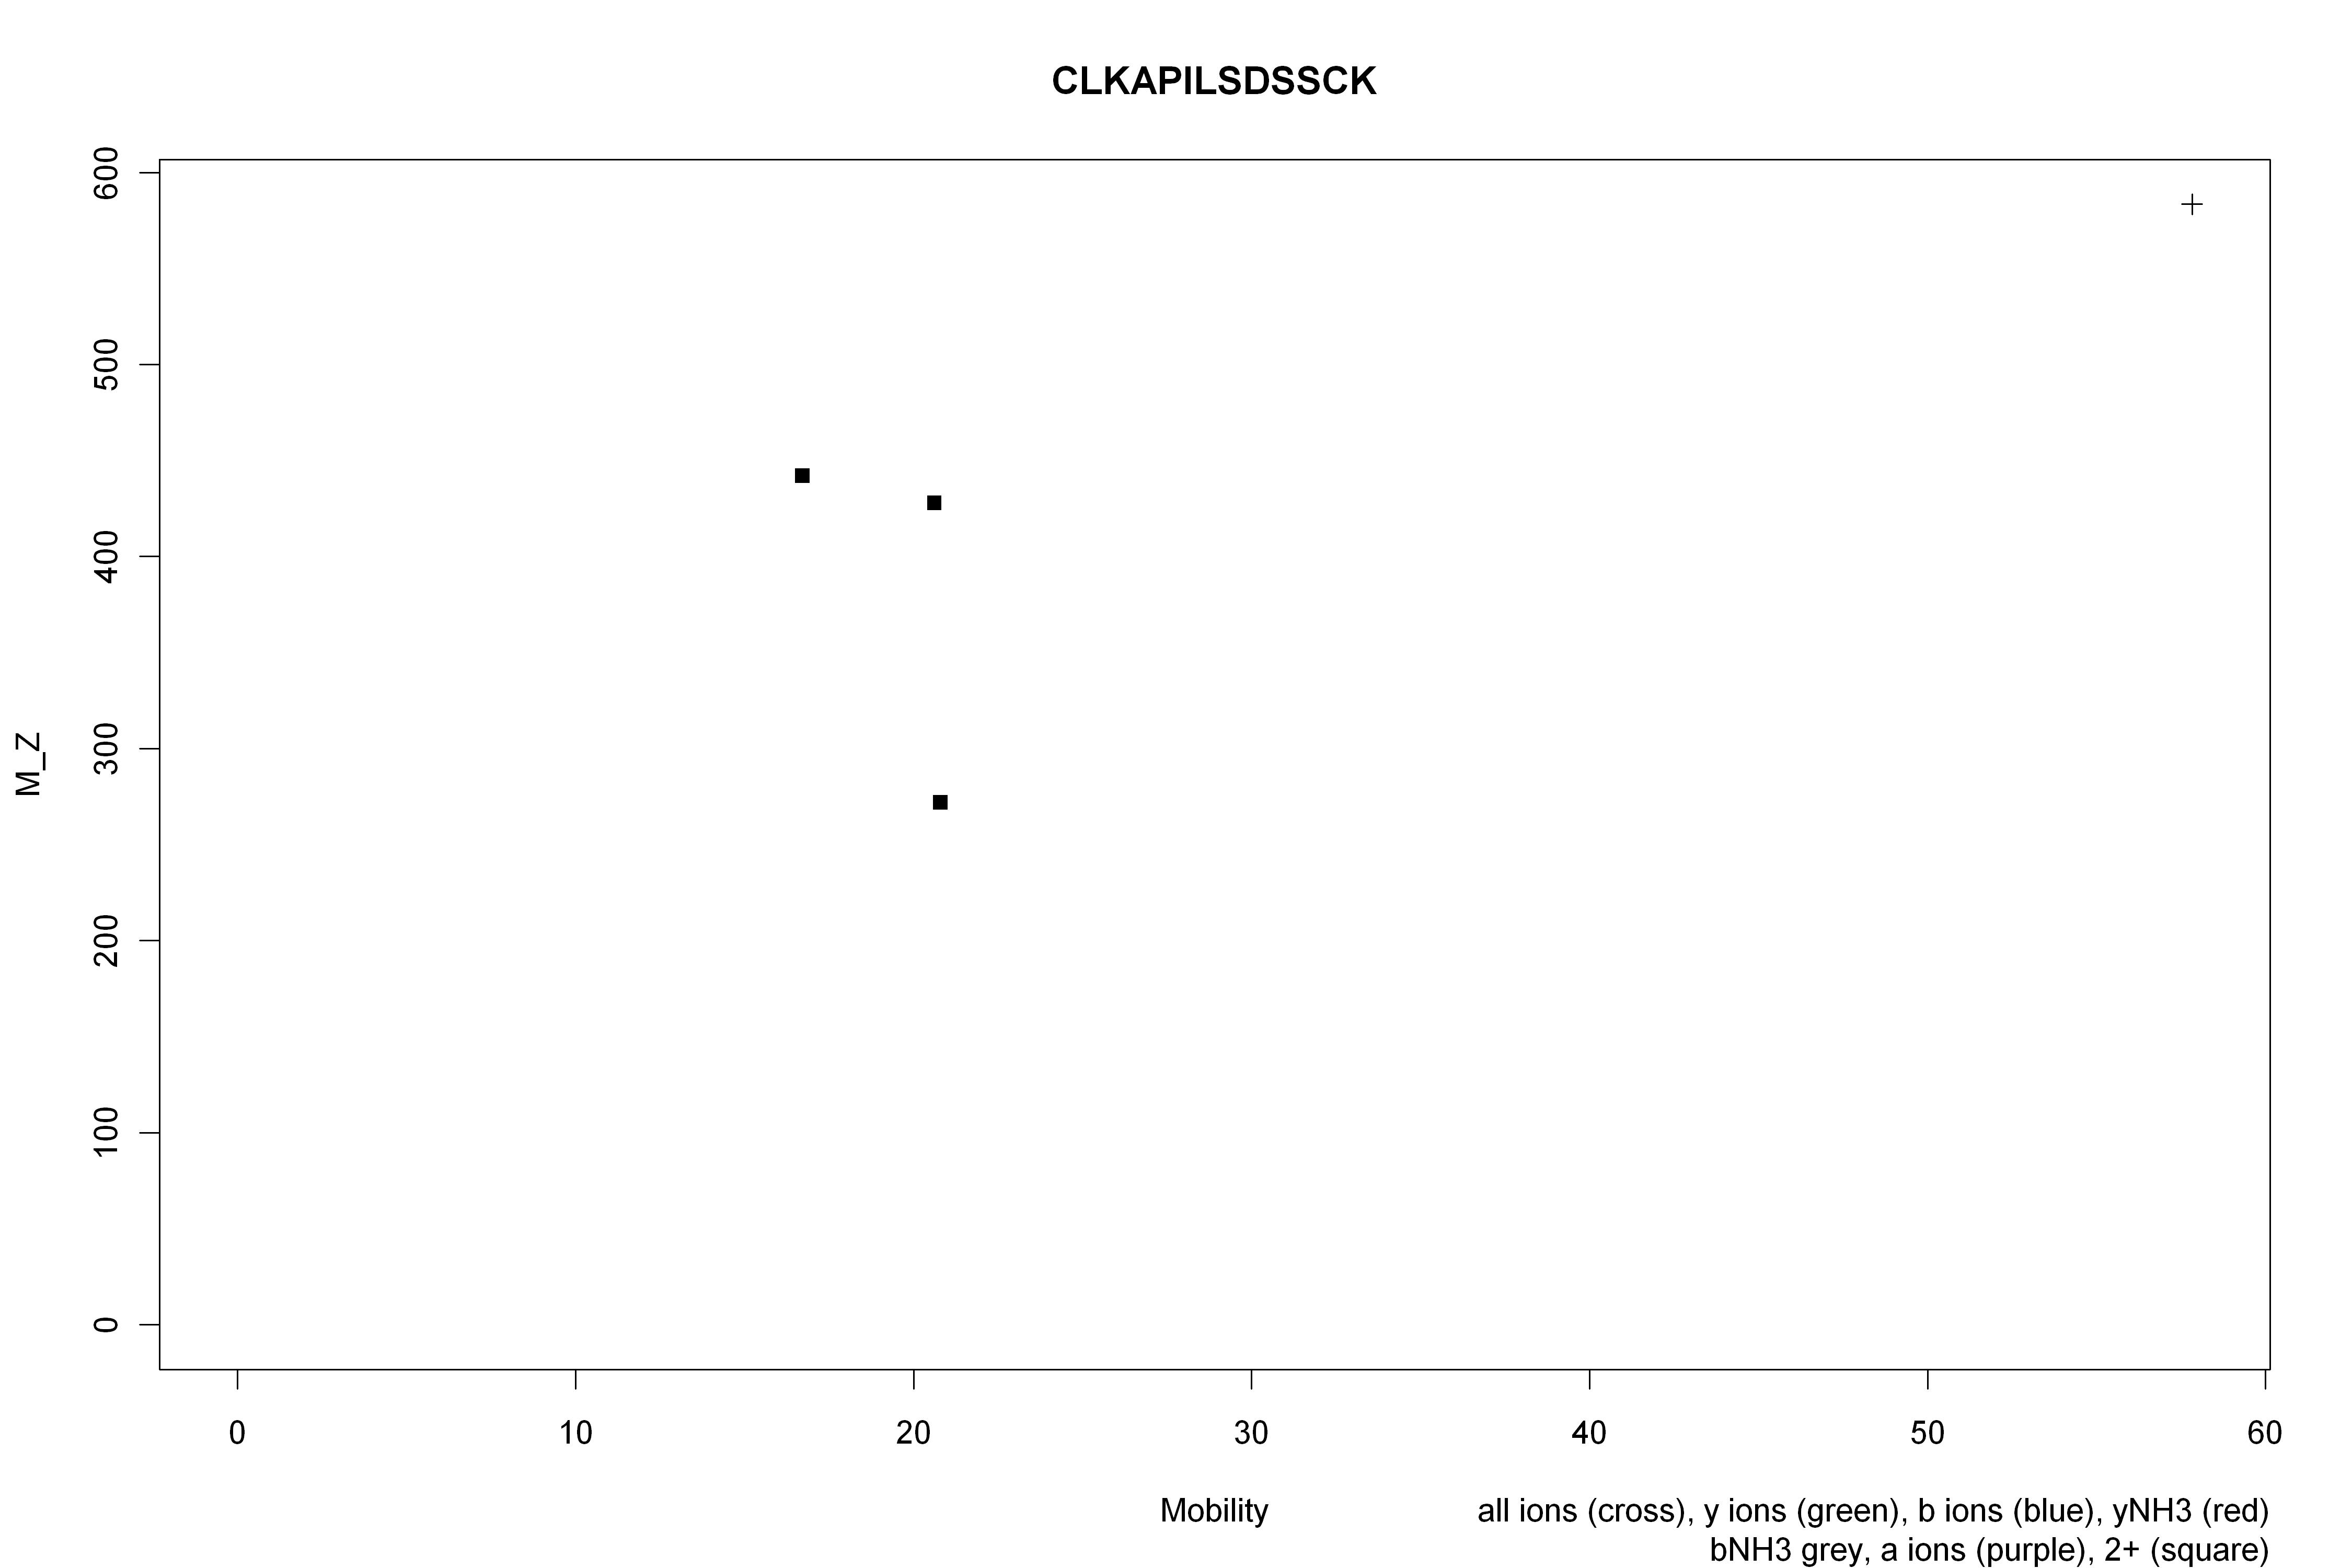 CLKAPILSDSSCK
600
500
400
300
200
100
0
M_Z
0 10 20 30 40 50 60
Mobility
all ions (cross), y ions (green), b ions (blue), yNH3 (red)
bNH3 grey, a ions (purple), 2+ (square)